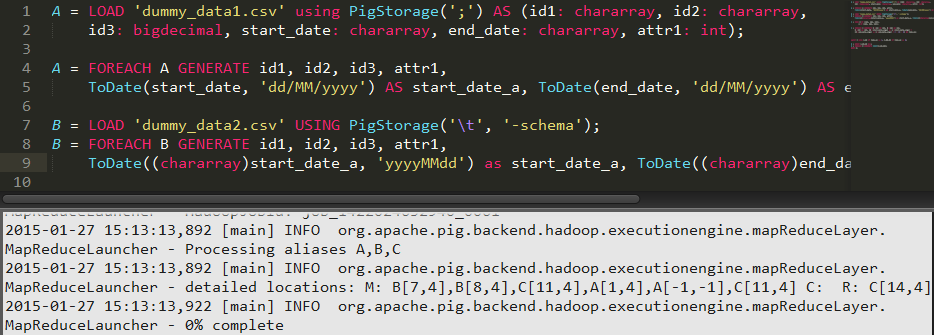 1 A = LOAD 'dummy_data1.csv' using PigStorage(';') AS (id1: chararray, id2: chararray,
2 id3: bigdecimal, start_date: chararray, end_date: chararray, attr1: int);
3
4 A = FOREACH A GENERATE id1, id2, id3, attr1,
5 ToDate(start_date, 'dd/MM/yyyy') AS start_date_a, ToDate(end_date, 'dd/MM/yyyy') AS e
6
7 B = LOAD 'dummy_data2.csv' USING PigStorage('\t', '-schema');
8 B = FOREACH B GENERATE id1, id2, id3, attr1,
9 ToDate((chararray)start_date_a, 'yyyyMMdd') as start_date_a, ToDate((chararray)end_da
10
MapReduceLauncher -
2015-01-27 15:13:13,892 [main] INFO org.apache.pig.backend.hadoop.executionengine.mapReduceLayer.
MapReduceLauncher - Processing aliases A,B,C
2015-01-27 15:13:13,892 [main] INFO org.apache.pig.backend.hadoop.executionengine.mapReduceLayer.
MapReduceLauncher - detailed locations: M: B[7,4],B[8,4],C[11,4],A[1,4],A[-1,-1],C[11,4] C: R: C[14,4]
2015-01-27 15:13:13,922 [main] INFO org.apache.pig.backend.hadoop.executionengine.mapReduceLayer.
MapReduceLauncher - 0% complete